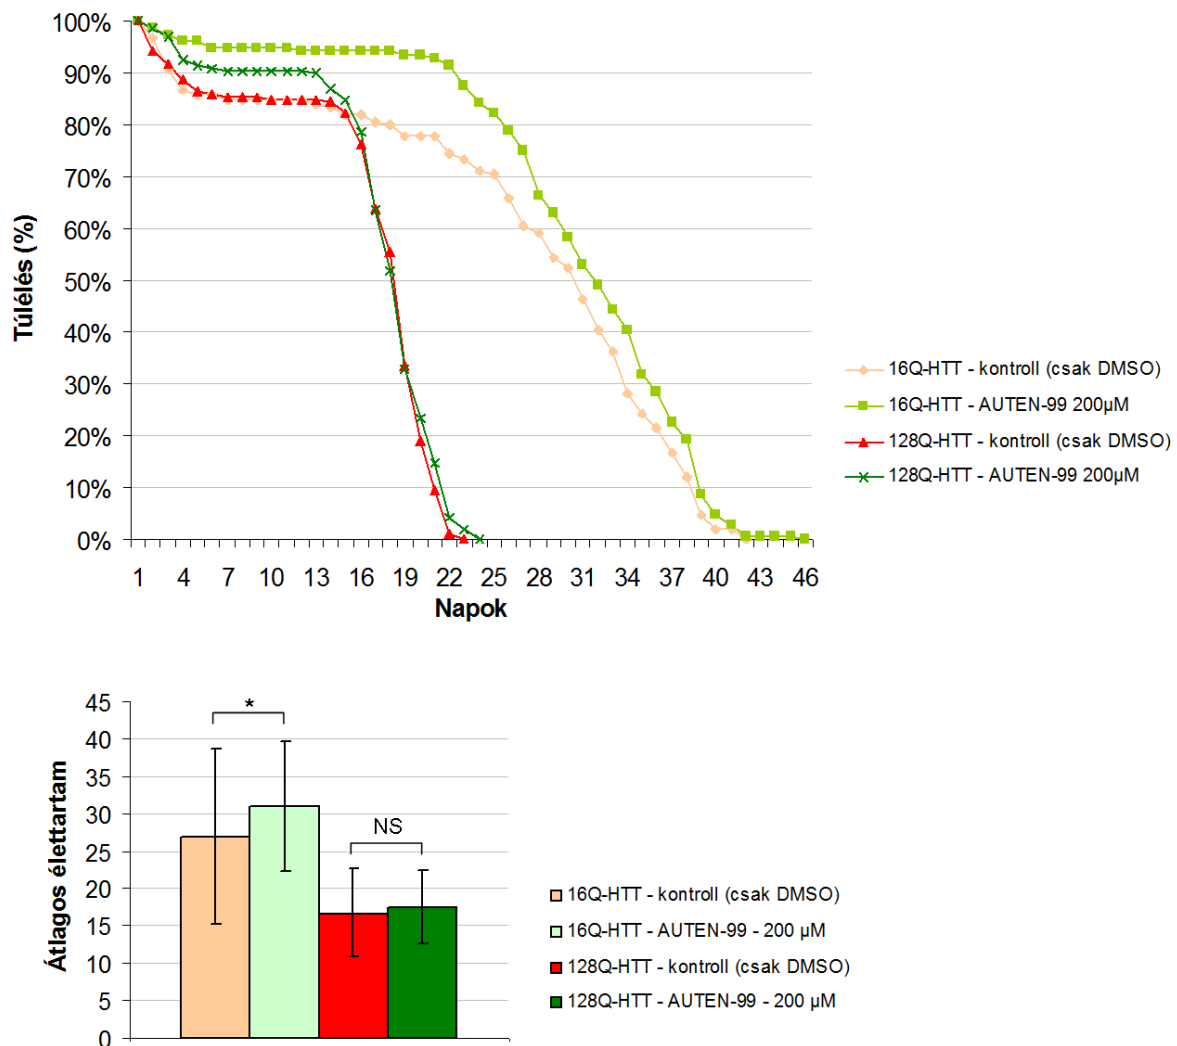 100%
90%
80%
70%
60%
50%
40%
30%
20%
10%
0%
Túlélés (%)
1 4 7 10 13 16 19 22 25 28 31 34 37 40 43 46
Napok
16Q-HTT - kontroll (csak DMSO)
16Q-HTT - AUTEN-99 200µM
128Q-HTT - kontroll (csak DMSO)
128Q-HTT - AUTEN-99 200µM
45
40
35
30
25
20
15
10
5
0
Átlagos élettartam
*
NS
16Q-HTT - kontroll (csak DMSO)
16Q-HTT - AUTEN-99 - 200 µM
128Q-HTT - kontroll (csak DMSO)
128Q-HTT - AUTEN-99 - 200 µM